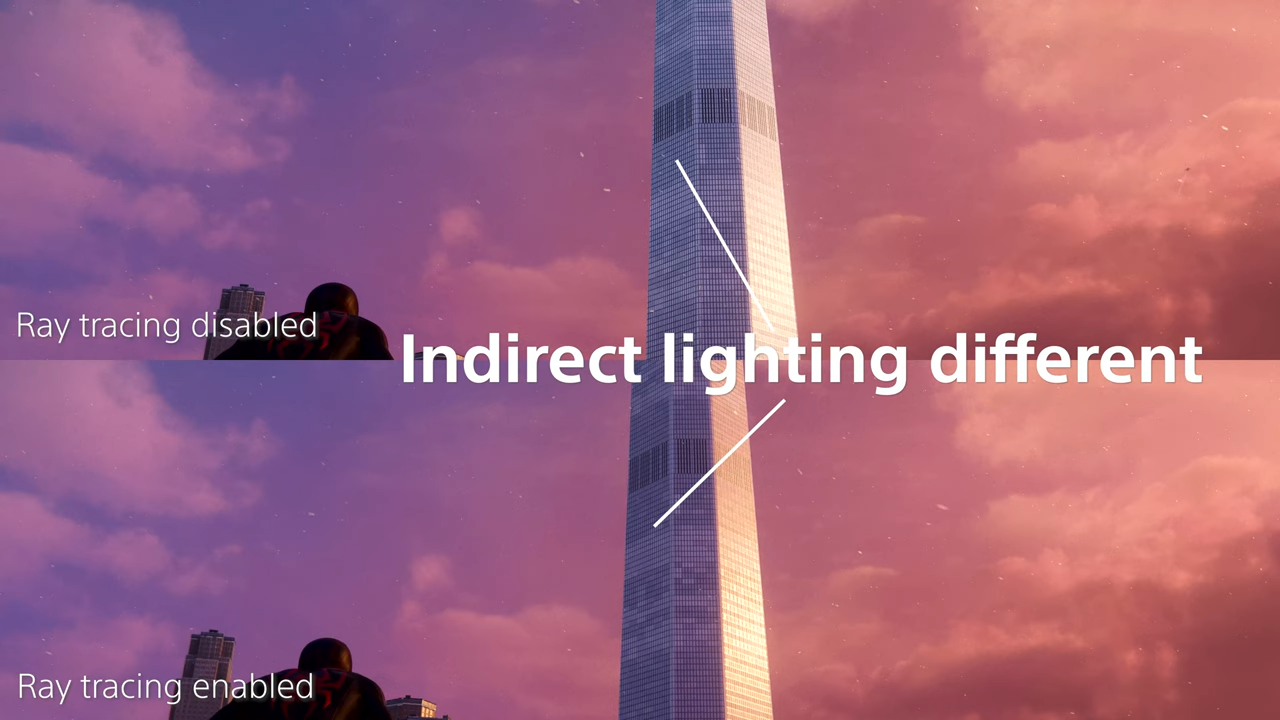 Ray tracing disabled
Indirect lighting different
Ray tracing enabled